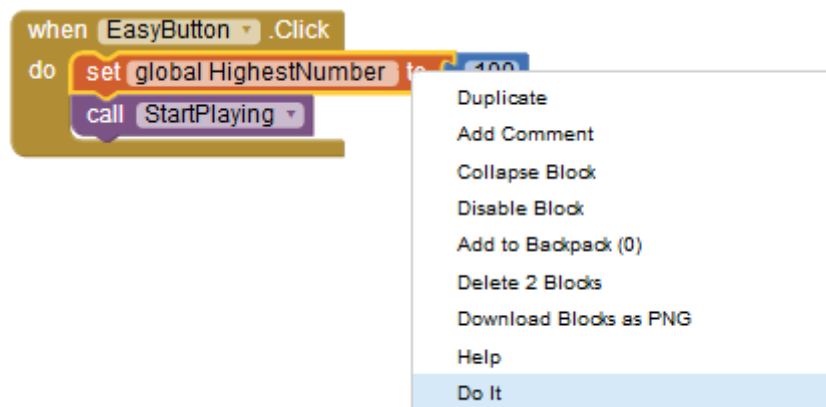 when EasyButton .Click
do set global HighestNumber to 100
call StartPlaying
Duplicate
Add Comment
Collapse Block
Disable Block
Add to Backpack (0)
Delete 2 Blocks
Download Blocks as PNG
Help
Do It